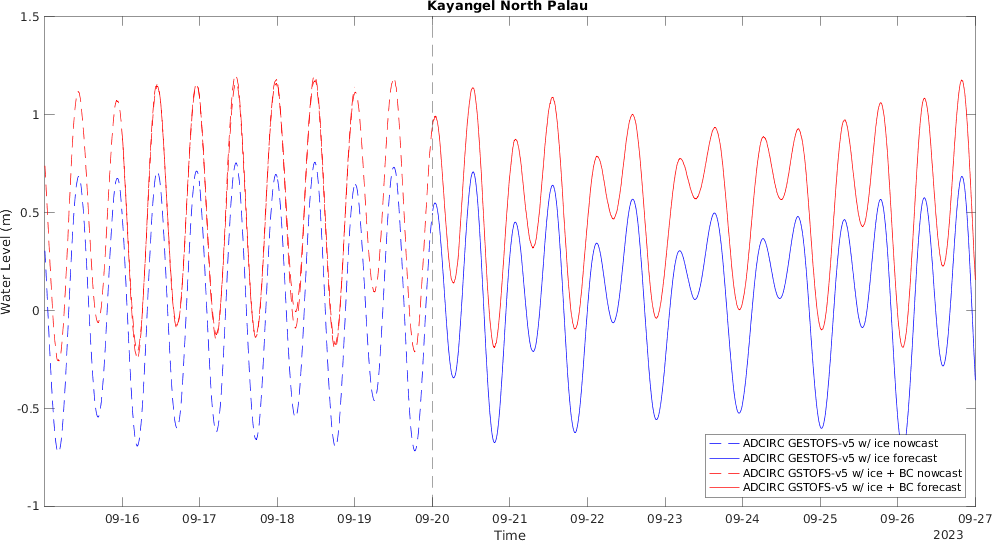 Kayangel North Palau
1.5
1
0.5
0
-0.5
-1
Water Level (m)
09-16 09-17 09-18 09-19 09-20 09-21 09-22 09-23 09-24 09-25 09-26 09-27
Time
2023
ADCIRC GESTOFS-v5 w/ ice nowcast
ADCIRC GESTOFS-v5 w/ ice forecast
ADCIRC GSTOFS-v5 w/ ice + BC nowcast
ADCIRC GSTOFS-v5 w/ ice + BC forecast